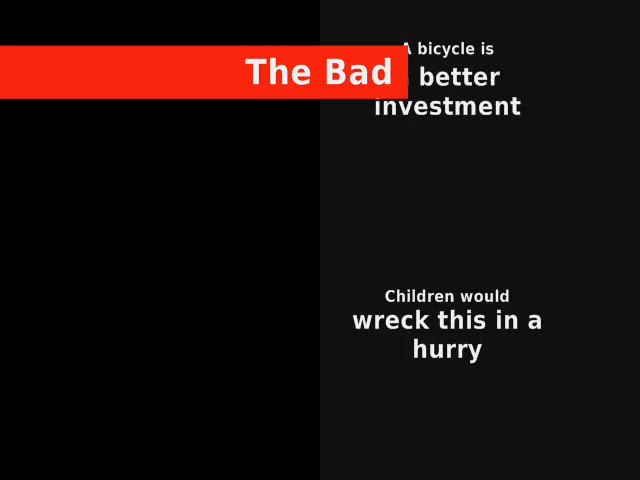 The Bad
A bicycle is
better
investment
Children would
wreck this in a
hurry